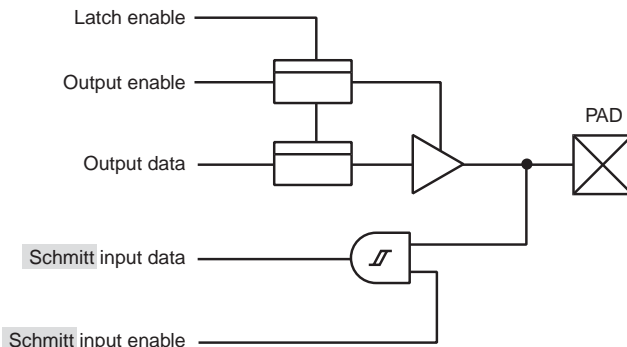 Latch enable
Output enable
PAD
Output data
Schmitt input data
Schmitt input enable